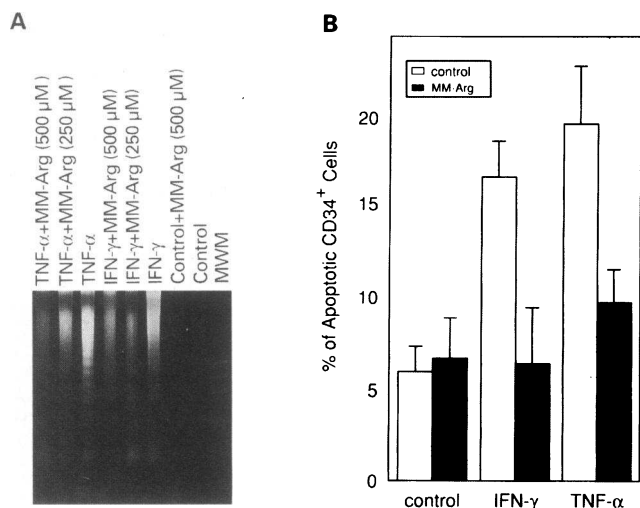 A
TNF-α+MM-Arg (500 μM)
TNF-α+MM-Arg (250 μM)
TNF-α
IFN-γ+MM-Arg (500 μM)
IFN-γ+MM-Arg (250 μM)
IFN-γ
Control+MM-Arg (500 μM)
Control
MWM
B
% of Apoptotic CD34+ Cells
control
MM-Arg
20
15
10
5
0
control IFN-γ TNF-α